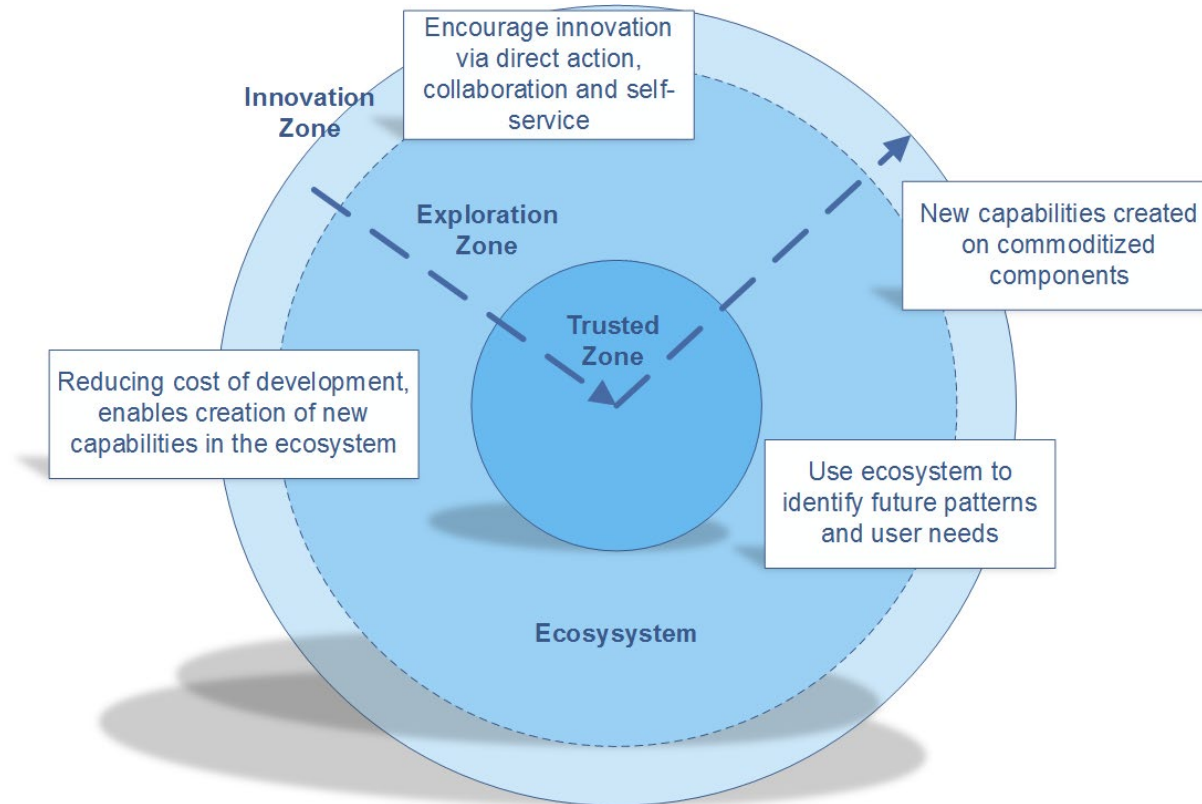 Encourage innovation
via direct action,
collaboration and self-
service
Innovation
Zone
Exploration
Zone
New capabilities created
on commoditized
components
Trusted
Zone
Reducing cost of development,
enables creation of new
capabilities in the ecosystem
Use ecosystem to
identify future patterns
and user needs
Ecosysystem